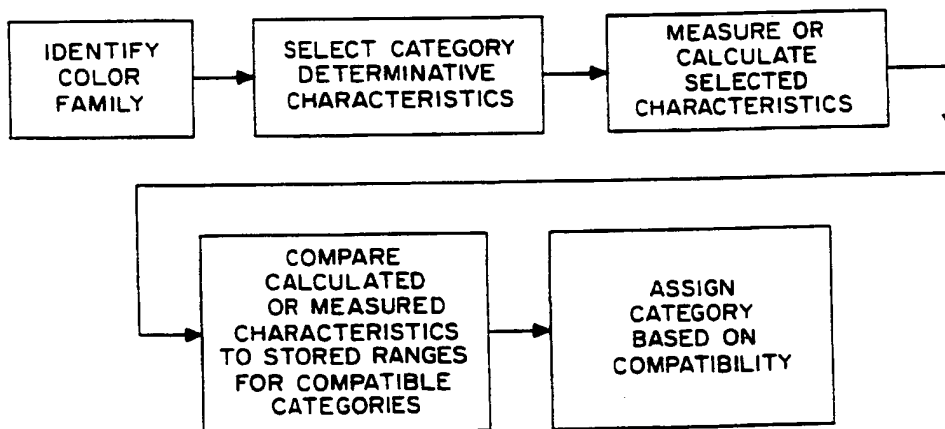 IDENTIFY
COLOR
FAMILY
SELECT CATEGORY
DETERMINATIVE
CHARACTERISTICS
MEASURE OR
CALCULATE
SELECTED
CHARACTERISTICS
COMPARE
CALCULATED
OR MEASURED
CHARACTERISTICS
TO STORED RANGES
FOR COMPATIBLE
CATEGORIES
ASSIGN
CATEGORY
BASED ON
COMPATIBILITY